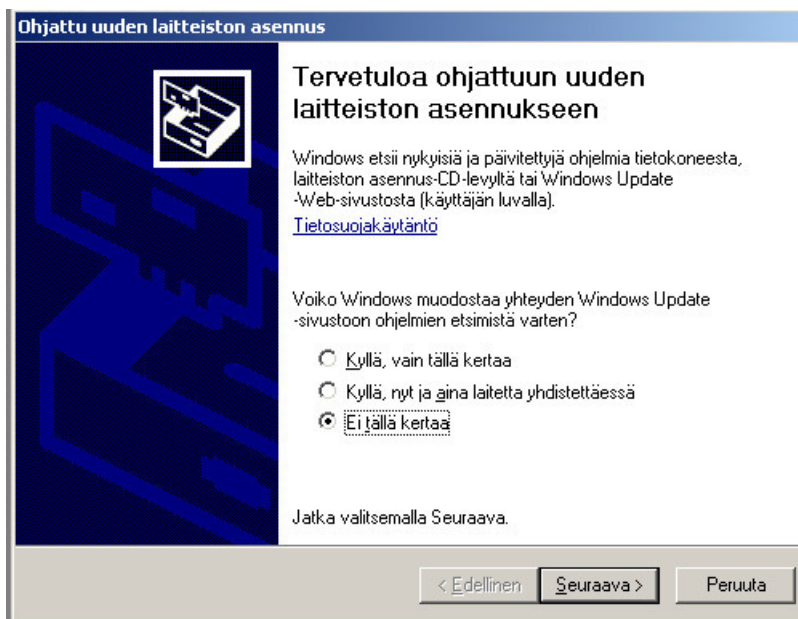 Ohjattu uuden laitteiston asennus
Tervetuloa ohjattuun uuden
laitteiston asennukseen
Windows etsii nykyisiä ja päivitettyjä ohjelmia tietokoneesta,
laitteiston asennus-CD-levyltä tai Windows Update
-Web-sivustosta (käyttäjän luvalla).
Tietosuojakäytäntö
Voiko Windows muodostaa yhteyden Windows Update
-sivustoon ohjelmien etsimistä varten?
Kyllä, vain tällä kertaa
Kyllä, nyt ja aina laitetta yhdistettäessä
Ei tällä kertaa
Jatka valitsemalla Seuraava.
< Edellinen
Seuraava >
Peruuta